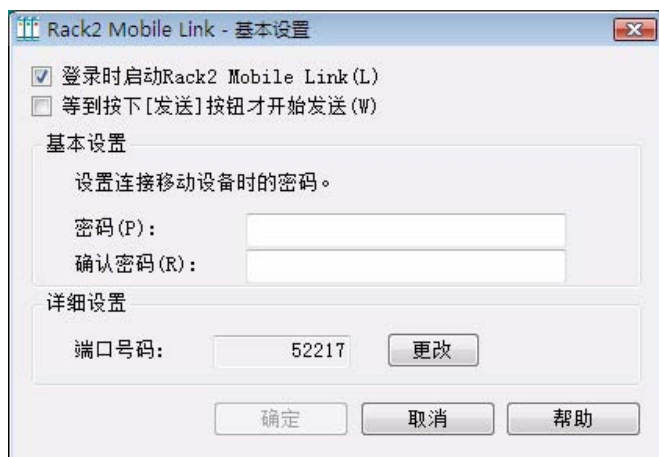 Rack2 Mobile Link - 基本设置
登录时启动Rack2 Mobile Link(L)
等到按下[发送]按钮才开始发送(W)
基本设置
设置连接移动设备时的密码。
密码(P):
确认密码(R):
详细设置
端口号码: 52217 更改
确定 取消 帮助